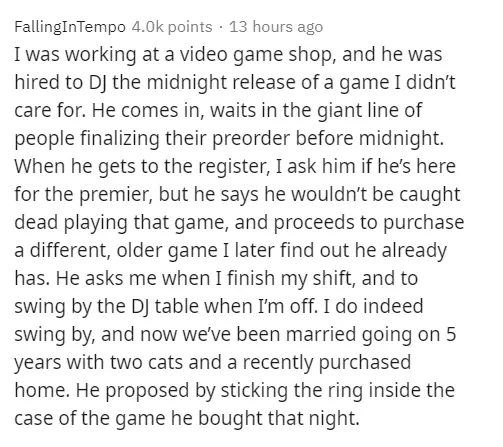 FallingInTempo 4.0k points · 13 hours ago
I was working at a video game shop, and he was
hired to DJ the midnight release of a game I didn’t
care for. He comes in, waits in the giant line of
people finalizing their preorder before midnight.
When he gets to the register, I ask him if he’s here
for the premier, but he says he wouldn’t be caught
dead playing that game, and proceeds to purchase
a different, older game I later find out he already
has. He asks me when I finish my shift, and to
swing by the DJ table when I’m off. I do indeed
swing by, and now we’ve been married going on 5
years with two cats and a recently purchased
home. He proposed by sticking the ring inside the
case of the game he bought that night.